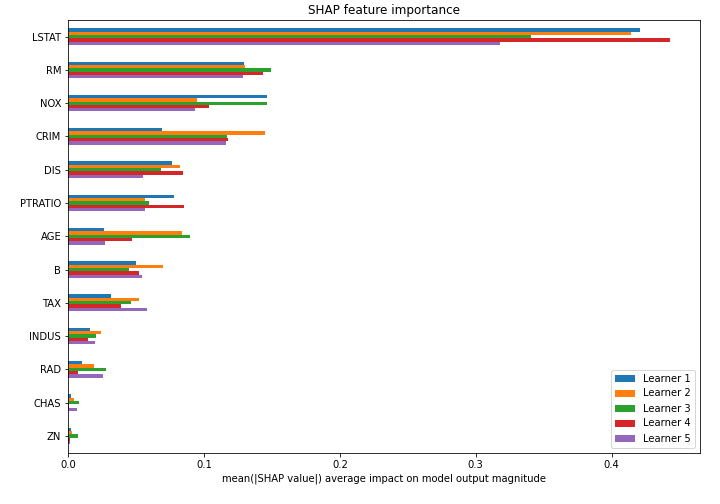 SHAP feature importance
LSTAT
RM
NOX
CRIM
DIS
PTRATIO
AGE
B
TAX
INDUS
RAD
CHAS
ZN
Learner 1
Learner 2
Learner 3
Learner 4
Learner 5
0.0 0.1 0.2 0.3 0.4
mean(|SHAP value|) average impact on model output magnitude